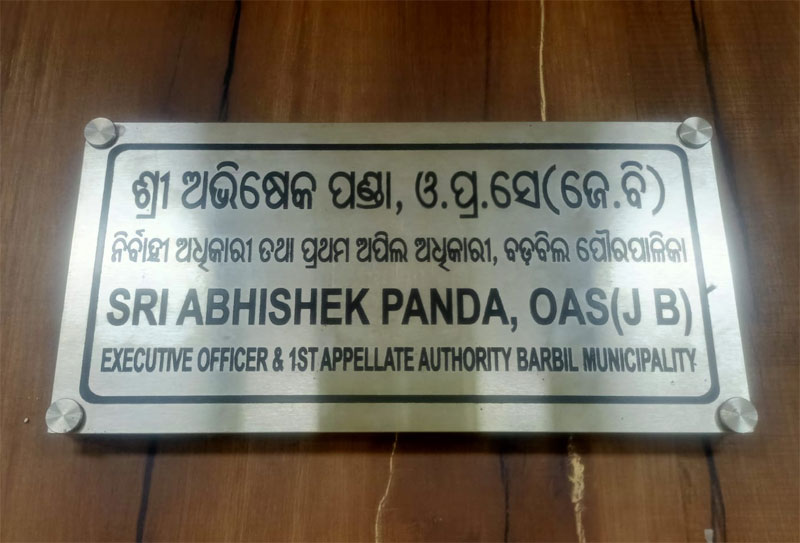 ଶ୍ରୀ ଅଭିଷେକ ପଣ୍ଡା, ଓ.ପ୍ର.ସେ(ଜେ.ବି)
ନିର୍ବାହୀ ଅଧିକାରୀ ତଥା ପ୍ରଥମ ଅପିଲ ଅଧିକାରୀ, ବଡ଼ବିଲ ପୌରପାଳିକା
SRI ABHISHEK PANDA, OAS(J B)
EXECUTIVE OFFICER & 1ST APPELLATE AUTHORITY BARBIL MUNICIPALITY